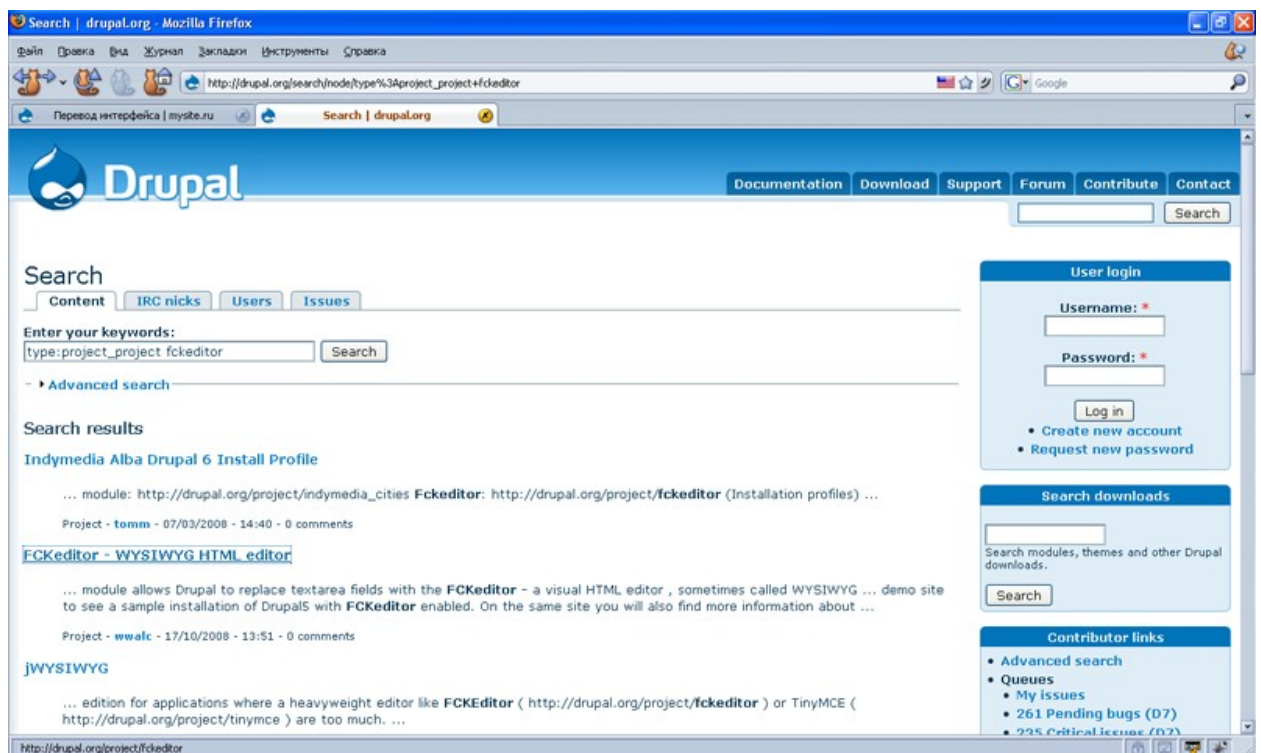 Search | drupal.org - Mozilla Firefox
Файл Правка Вид Журнал Закладки Инструменты Справка
http://drupal.org/search/node/type%3Aproject_project+fckeditor
Google
Перевод интерфейса | mysite.ru
Search | drupal.org
Drupal
Documentation Download Support Forum Contribute Contact
Search
Search
Content IRC nicks Users Issues
Enter your keywords:
type:project_project fckeditor Search
Advanced search
Search results
Indymedia Alba Drupal 6 Install Profile
... module: http://drupal.org/project/indymedia_cities Fckeditor: http://drupal.org/project/fckeditor (Installation profiles) ...
Project - tomm - 07/03/2008 - 14:40 - 0 comments
FCKeditor - WYSIWYG HTML editor
... module allows Drupal to replace textarea fields with the FCKeditor - a visual HTML editor , sometimes called WYSIWYG ... demo site
to see a sample installation of Drupal5 with FCKeditor enabled. On the same site you will also find more information about ...
Project - wwalc - 17/10/2008 - 13:51 - 0 comments
jWYSIWYG
... edition for applications where a heavyweight editor like FCKEditor ( http://drupal.org/project/fckeditor ) or TinyMCE (
http://drupal.org/project/tinymce ) are too much. ...
User login
Username: *
Password: *
Log in
• Create new account
• Request new password
Search downloads
Search modules, themes and other Drupal
downloads.
Search
Contributor links
• Advanced search
• Queues
• My issues
• 261 Pending bugs (D7)
• 235 Critical issues (D7)
http://drupal.org/project/fckeditor